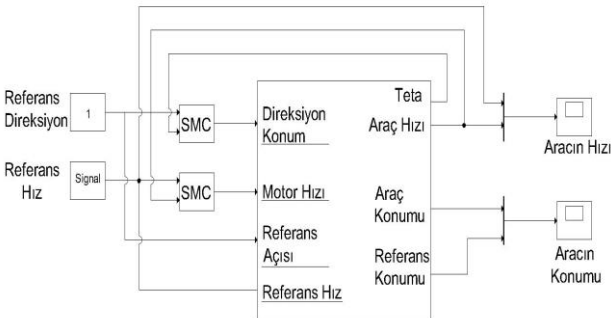 Referans
Direksiyon
1
Referans
Hız
Signal
SMC
SMC
Direksiyon
Konum
Motor Hızı
Referans
Açısı
Referans Hız
Teta
Araç Hızı
Araç
Konumu
Referans
Konumu
Aracın Hızı
Aracın
Konumu